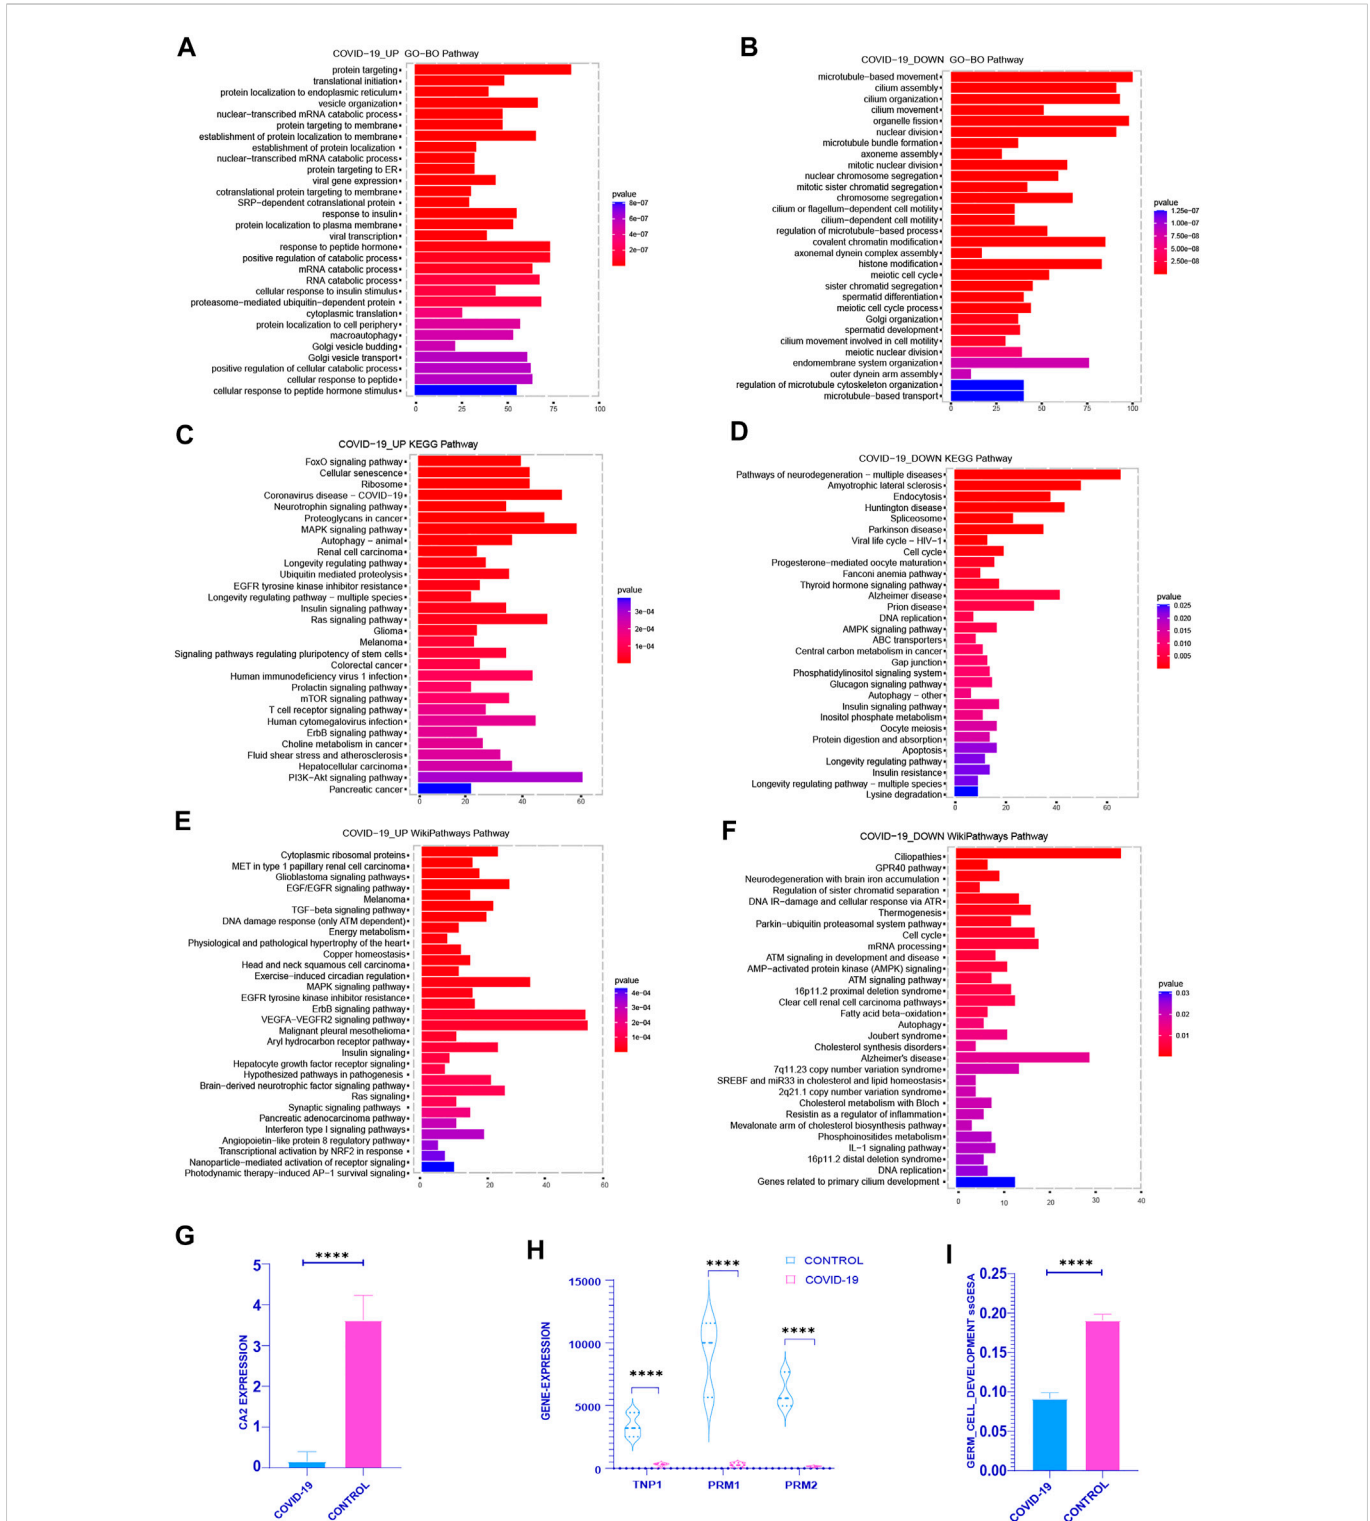 A
COVID-19_UP GO-BO Pathway
protein targeting
translational initiation
protein localization to endoplasmic reticulum
vesicle organization
nuclear-transcribed mRNA catabolic process
protein targeting to membrane
establishment of protein localization to membrane
establishment of protein localization
nuclear-transcribed mRNA catabolic process
protein targeting to ER
viral gene expression
cotranslational protein targeting to membrane
SRP-dependent cotranslational protein
response to insulin
protein localization to plasma membrane
viral transcription
response to peptide hormone
positive regulation of catabolic process
mRNA catabolic process
RNA catabolic process
cellular response to insulin stimulus
proteasome-mediated ubiquitin-dependent protein
cytoplasmic translation
protein localization to cell periphery
macroautophagy
Golgi vesicle budding
Golgi vesicle transport
positive regulation of cellular catabolic process
cellular response to peptide
cellular response to peptide hormone stimulus
0 25 50 75 100
pvalue
8e-07
6e-07
4e-07
2e-07
B
COVID-19_DOWN GO-BO Pathway
microtubule-based movement
cilium assembly
cilium organization
cilium movement
organelle fission
nuclear division
microtubule bundle formation
axoneme assembly
mitotic nuclear division
nuclear chromosome segregation
mitotic sister chromatid segregation
chromosome segregation
cilium or flagellum-dependent cell motility
cilium-dependent cell motility
regulation of microtubule-based process
covalent chromatin modification
axonemal dynein complex assembly
histone modification
meiotic cell cycle
sister chromatid segregation
spermatid differentiation
meiotic cell cycle process
Golgi organization
spermatid development
cilium movement involved in cell motility
meiotic nuclear division
endomembrane system organization
outer dynein arm assembly
regulation of microtubule cytoskeleton organization
microtubule-based transport
0 25 50 75 100
pvalue
1.25e-07
1.00e-07
7.50e-08
5.00e-08
2.50e-08
C
COVID-19_UP KEGG Pathway
FoxO signaling pathway
Cellular senescence
Ribosome
Coronavirus disease - COVID-19
Neurotrophin signaling pathway
Proteoglycans in cancer
MAPK signaling pathway
Autophagy - animal
Renal cell carcinoma
Longevity regulating pathway
Ubiquitin mediated proteolysis
EGFR tyrosine kinase inhibitor resistance
Longevity regulating pathway - multiple species
Insulin signaling pathway
Ras signaling pathway
Glioma
Melanoma
Signaling pathways regulating pluripotency of stem cells
Colorectal cancer
Human immunodeficiency virus 1 infection
Prolactin signaling pathway
mTOR signaling pathway
T cell receptor signaling pathway
Human cytomegalovirus infection
ErbB signaling pathway
Choline metabolism in cancer
Fluid shear stress and atherosclerosis
Hepatocellular carcinoma
PI3K-Akt signaling pathway
Pancreatic cancer
0 20 40 60
pvalue
3e-04
2e-04
1e-04
D
COVID-19_DOWN KEGG Pathway
Pathways of neurodegeneration - multiple diseases
Amyotrophic lateral sclerosis
Endocytosis
Huntington disease
Spliceosome
Parkinson disease
Viral life cycle - HIV-1
Cell cycle
Progesterone-mediated oocyte maturation
Fanconi anemia pathway
Thyroid hormone signaling pathway
Alzheimer disease
Prion disease
DNA replication
AMPK signaling pathway
ABC transporters
Central carbon metabolism in cancer
Gap junction
Phosphatidylinositol signaling system
Glucagon signaling pathway
Autophagy - other
Insulin signaling pathway
Inositol phosphate metabolism
Oocyte meiosis
Protein digestion and absorption
Apoptosis
Longevity regulating pathway
Insulin resistance
Longevity regulating pathway - multiple species
Lysine degradation
0 20 40 60
pvalue
0.025
0.020
0.015
0.010
0.005
E
COVID-19_UP WikiPathways Pathway
Cytoplasmic ribosomal proteins
MET in type 1 papillary renal cell carcinoma
Glioblastoma signaling pathways
EGF/EGFR signaling pathway
Melanoma
TGF-beta signaling pathway
DNA damage response (only ATM dependent)
Energy metabolism
Physiological and pathological hypertrophy of the heart
Copper homeostasis
Head and neck squamous cell carcinoma
Exercise-induced circadian regulation
MAPK signaling pathway
EGFR tyrosine kinase inhibitor resistance
ErbB signaling pathway
VEGFA-VEGFR2 signaling pathway
Malignant pleural mesothelioma
Aryl hydrocarbon receptor pathway
Insulin signaling
Hepatocyte growth factor receptor signaling
Hypothesized pathways in pathogenesis
Brain-derived neurotrophic factor signaling pathway
Ras signaling
Synaptic signaling pathways
Pancreatic adenocarcinoma pathway
Interferon type I signaling pathways
Angiopoietin-like protein 8 regulatory pathway
Transcriptional activation by NRF2 in response
Nanoparticle-mediated activation of receptor signaling
Photodynamic therapy-induced AP-1 survival signaling
0 20 40 60
pvalue
4e-04
3e-04
2e-04
1e-04
F
COVID-19_DOWN WikiPathways Pathway
Ciliopathies
GPR40 pathway
Neurodegeneration with brain iron accumulation
Regulation of sister chromatid separation
DNA IR-damage and cellular response via ATR
Thermogenesis
Parkin-ubiquitin proteasomal system pathway
Cell cycle
mRNA processing
ATM signaling in development and disease
AMP-activated protein kinase (AMPK) signaling
ATM signaling pathway
16p11.2 proximal deletion syndrome
Clear cell renal cell carcinoma pathways
Fatty acid beta-oxidation
Autophagy
Joubert syndrome
Cholesterol synthesis disorders
Alzheimer's disease
7q11.23 copy number variation syndrome
SREBF and miR33 in cholesterol and lipid homeostasis
2q21.1 copy number variation syndrome
Cholesterol metabolism with Bloch
Resistin as a regulator of inflammation
Mevalonate arm of cholesterol biosynthesis pathway
Phosphoinositides metabolism
IL-1 signaling pathway
16p11.2 distal deletion syndrome
DNA replication
Genes related to primary cilium development
0 10 20 30 40
pvalue
0.03
0.02
0.01
G
CA2 EXPRESSION
5
4
3
2
1
0
****
COVID-19
CONTROL
H
GENE-EXPRESSION
15000
10000
5000
0
****
****
****
TNP1 PRM1 PRM2
CONTROL
COVID-19
I
GERM_CELL_DEVELOPMENT ssGESA
0.25
0.20
0.15
0.10
0.05
0.00
****
COVID-19
CONTROL